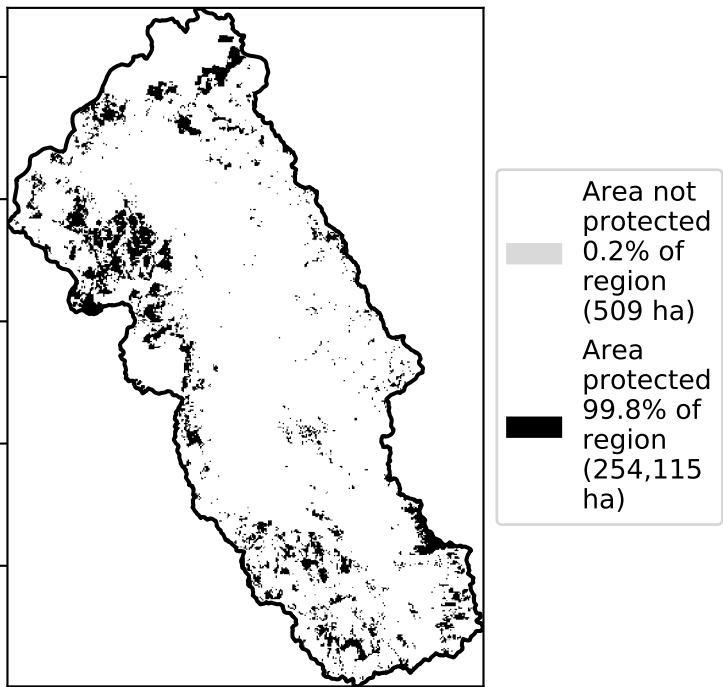 Area not
protected
0.2% of
region
(509 ha)
Area
protected
99.8% of
region
(254,115
ha)